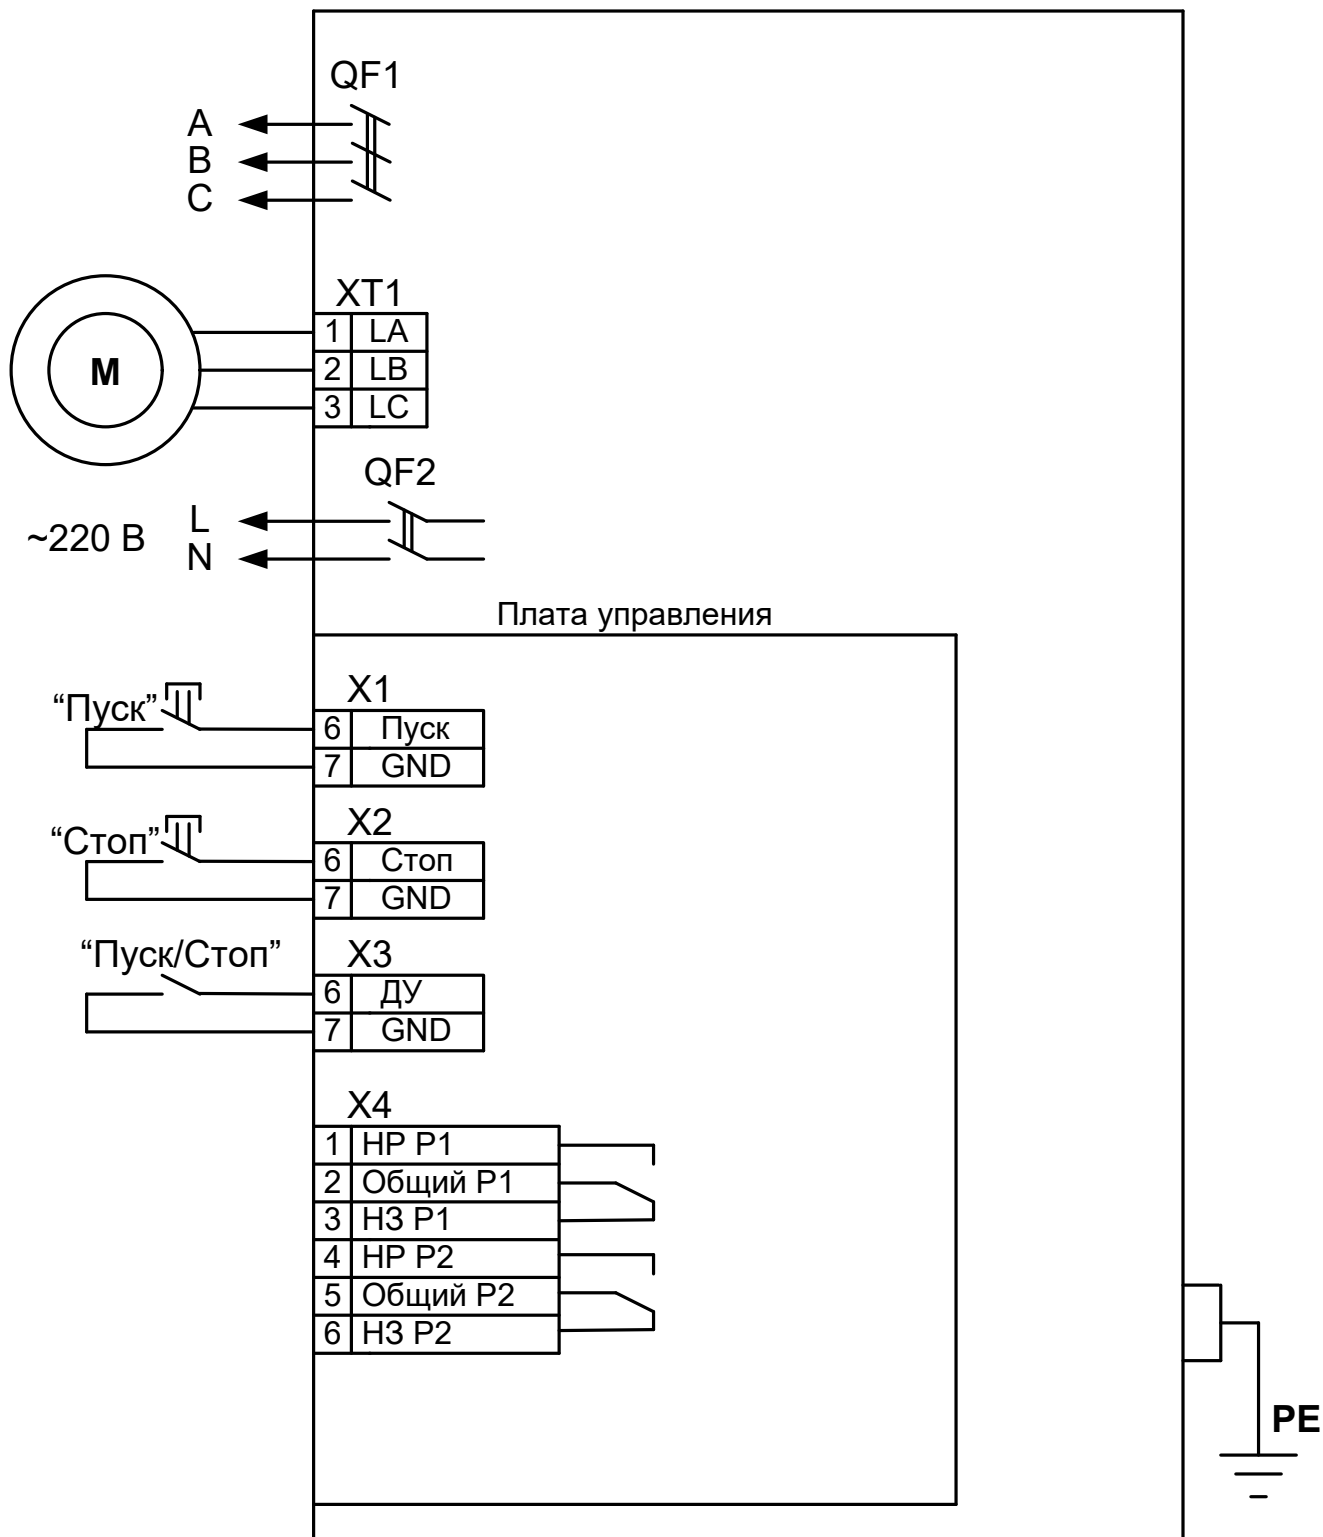 QF1
A
B
C
XT1
1 LA
2 LB
3 LC
M
QF2
~220 В
L
N
Плата управления
“Пуск”
X1
6 Пуск
7 GND
“Стоп”
X2
6 Стоп
7 GND
“Пуск/Стоп”
X3
6 ДУ
7 GND
X4
1 НР Р1
2 Общий Р1
3 НЗ Р1
4 НР Р2
5 Общий Р2
6 НЗ Р2
PE